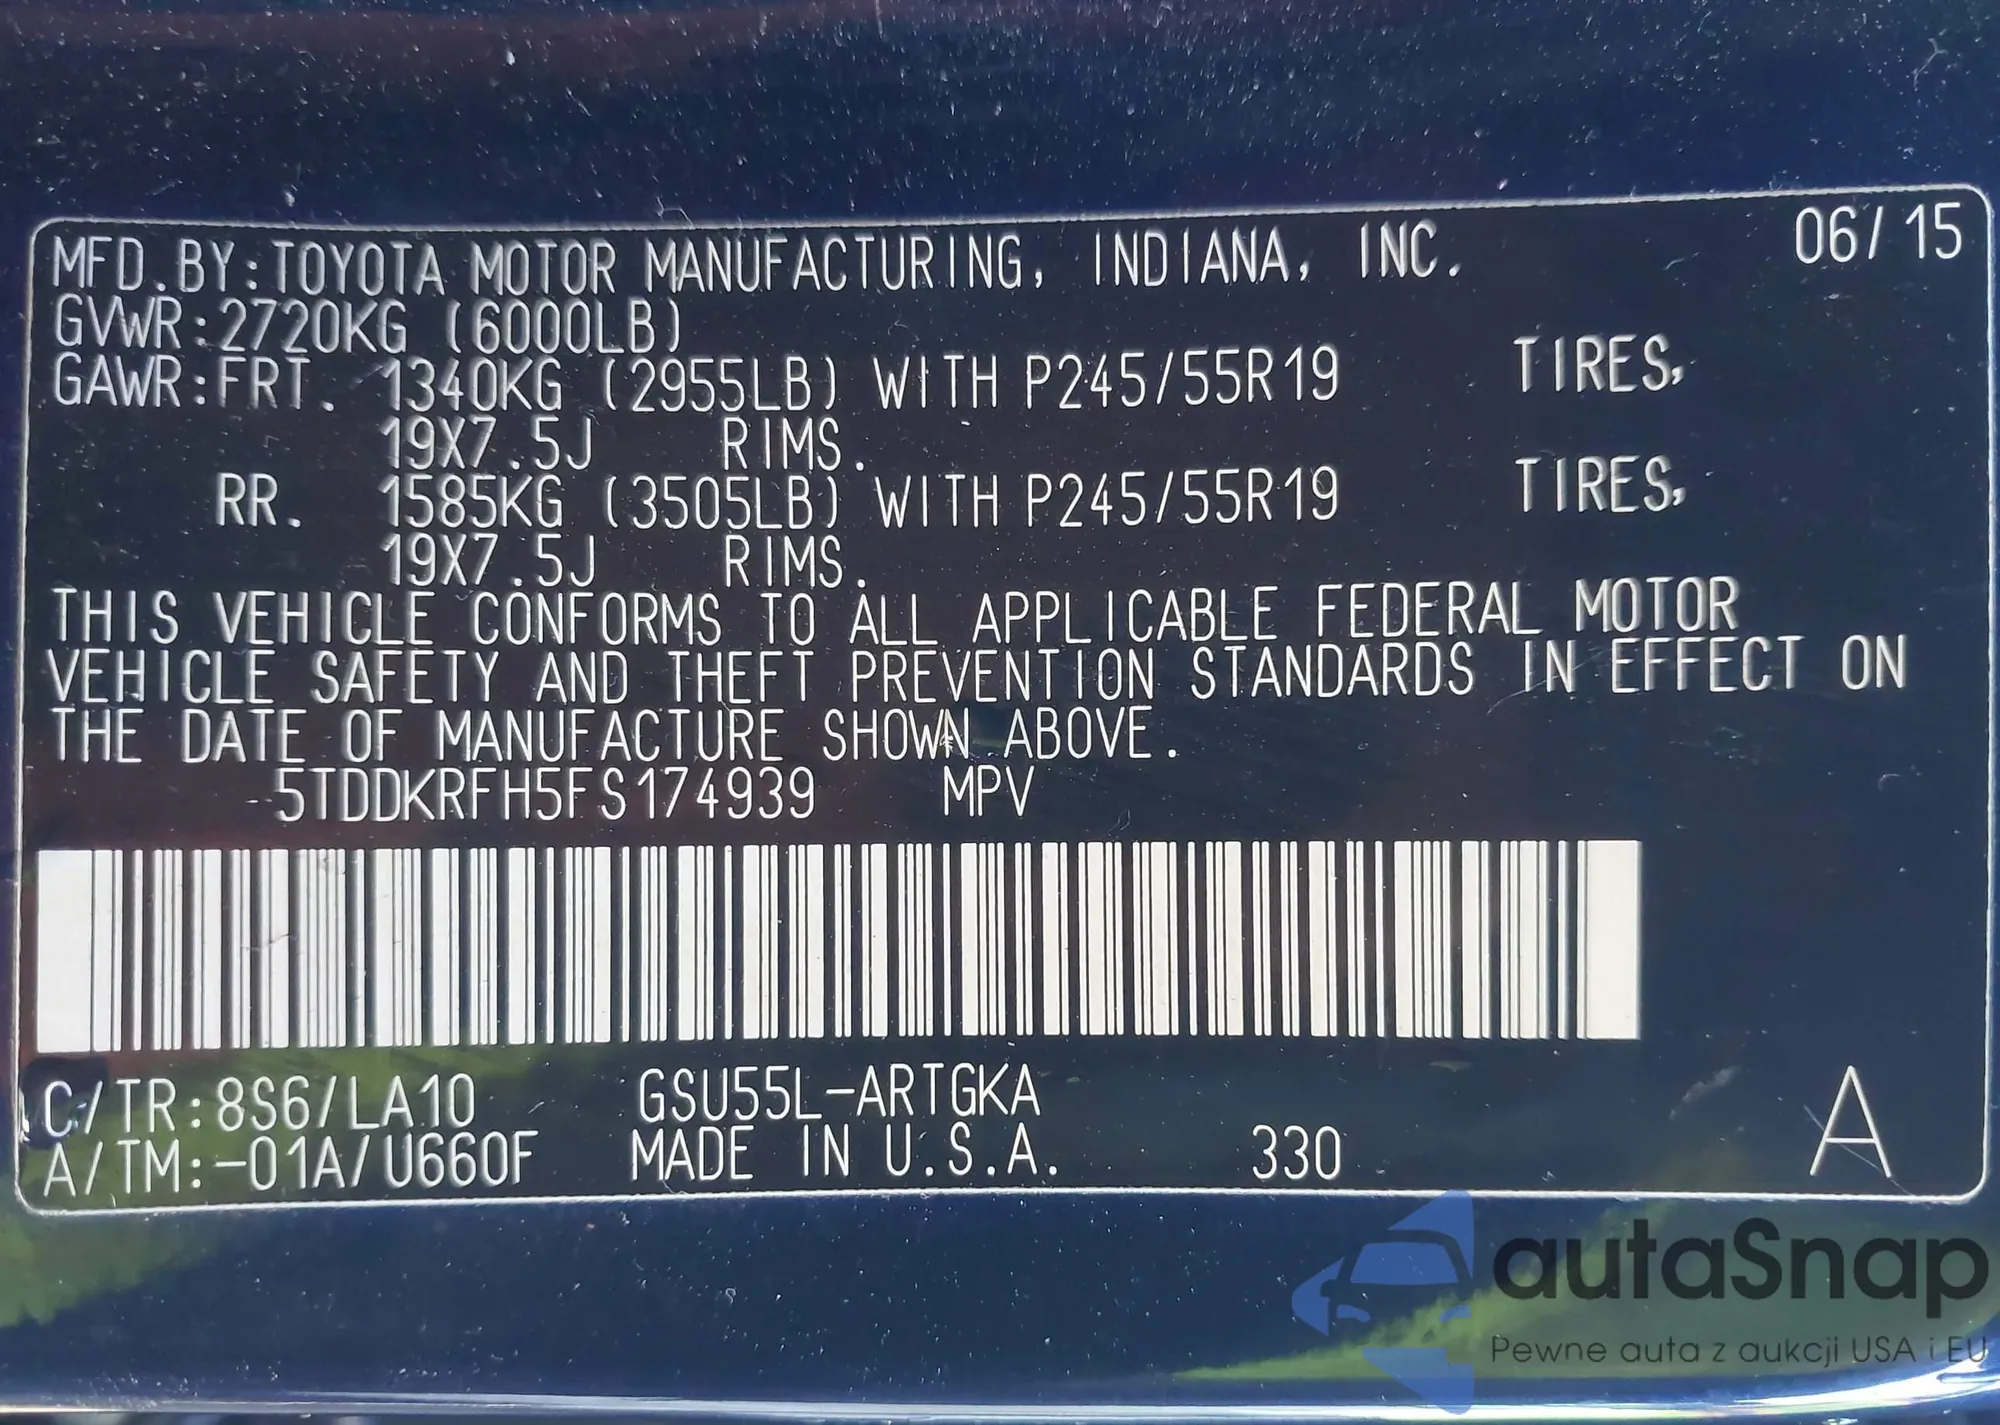 06/15
MFD.BY:TOYOTA MOTOR MANUFACTURING, INDIANA, INC.
GVWR:2720KG (6000LB)
GAWR:FRT. 1340KG (2955LB) WITH P245/55R19 TIRES,
19X7.5J RIMS.
RR. 1585KG (3505LB) WITH P245/55R19 TIRES,
19X7.5J RIMS.
THIS VEHICLE CONFORMS TO ALL APPLICABLE FEDERAL MOTOR
VEHICLE SAFETY AND THEFT PREVENTION STANDARDS IN EFFECT ON
THE DATE OF MANUFACTURE SHOWN ABOVE.
5TDDKRFH5FS174939 MPV
C/TR:8S6/LA10 GSU55L-ARTGKA
A/TM:-01A/U660F MADE IN U.S.A. 330 A
autaSnap
Pewne auta z aukcji USA i EU